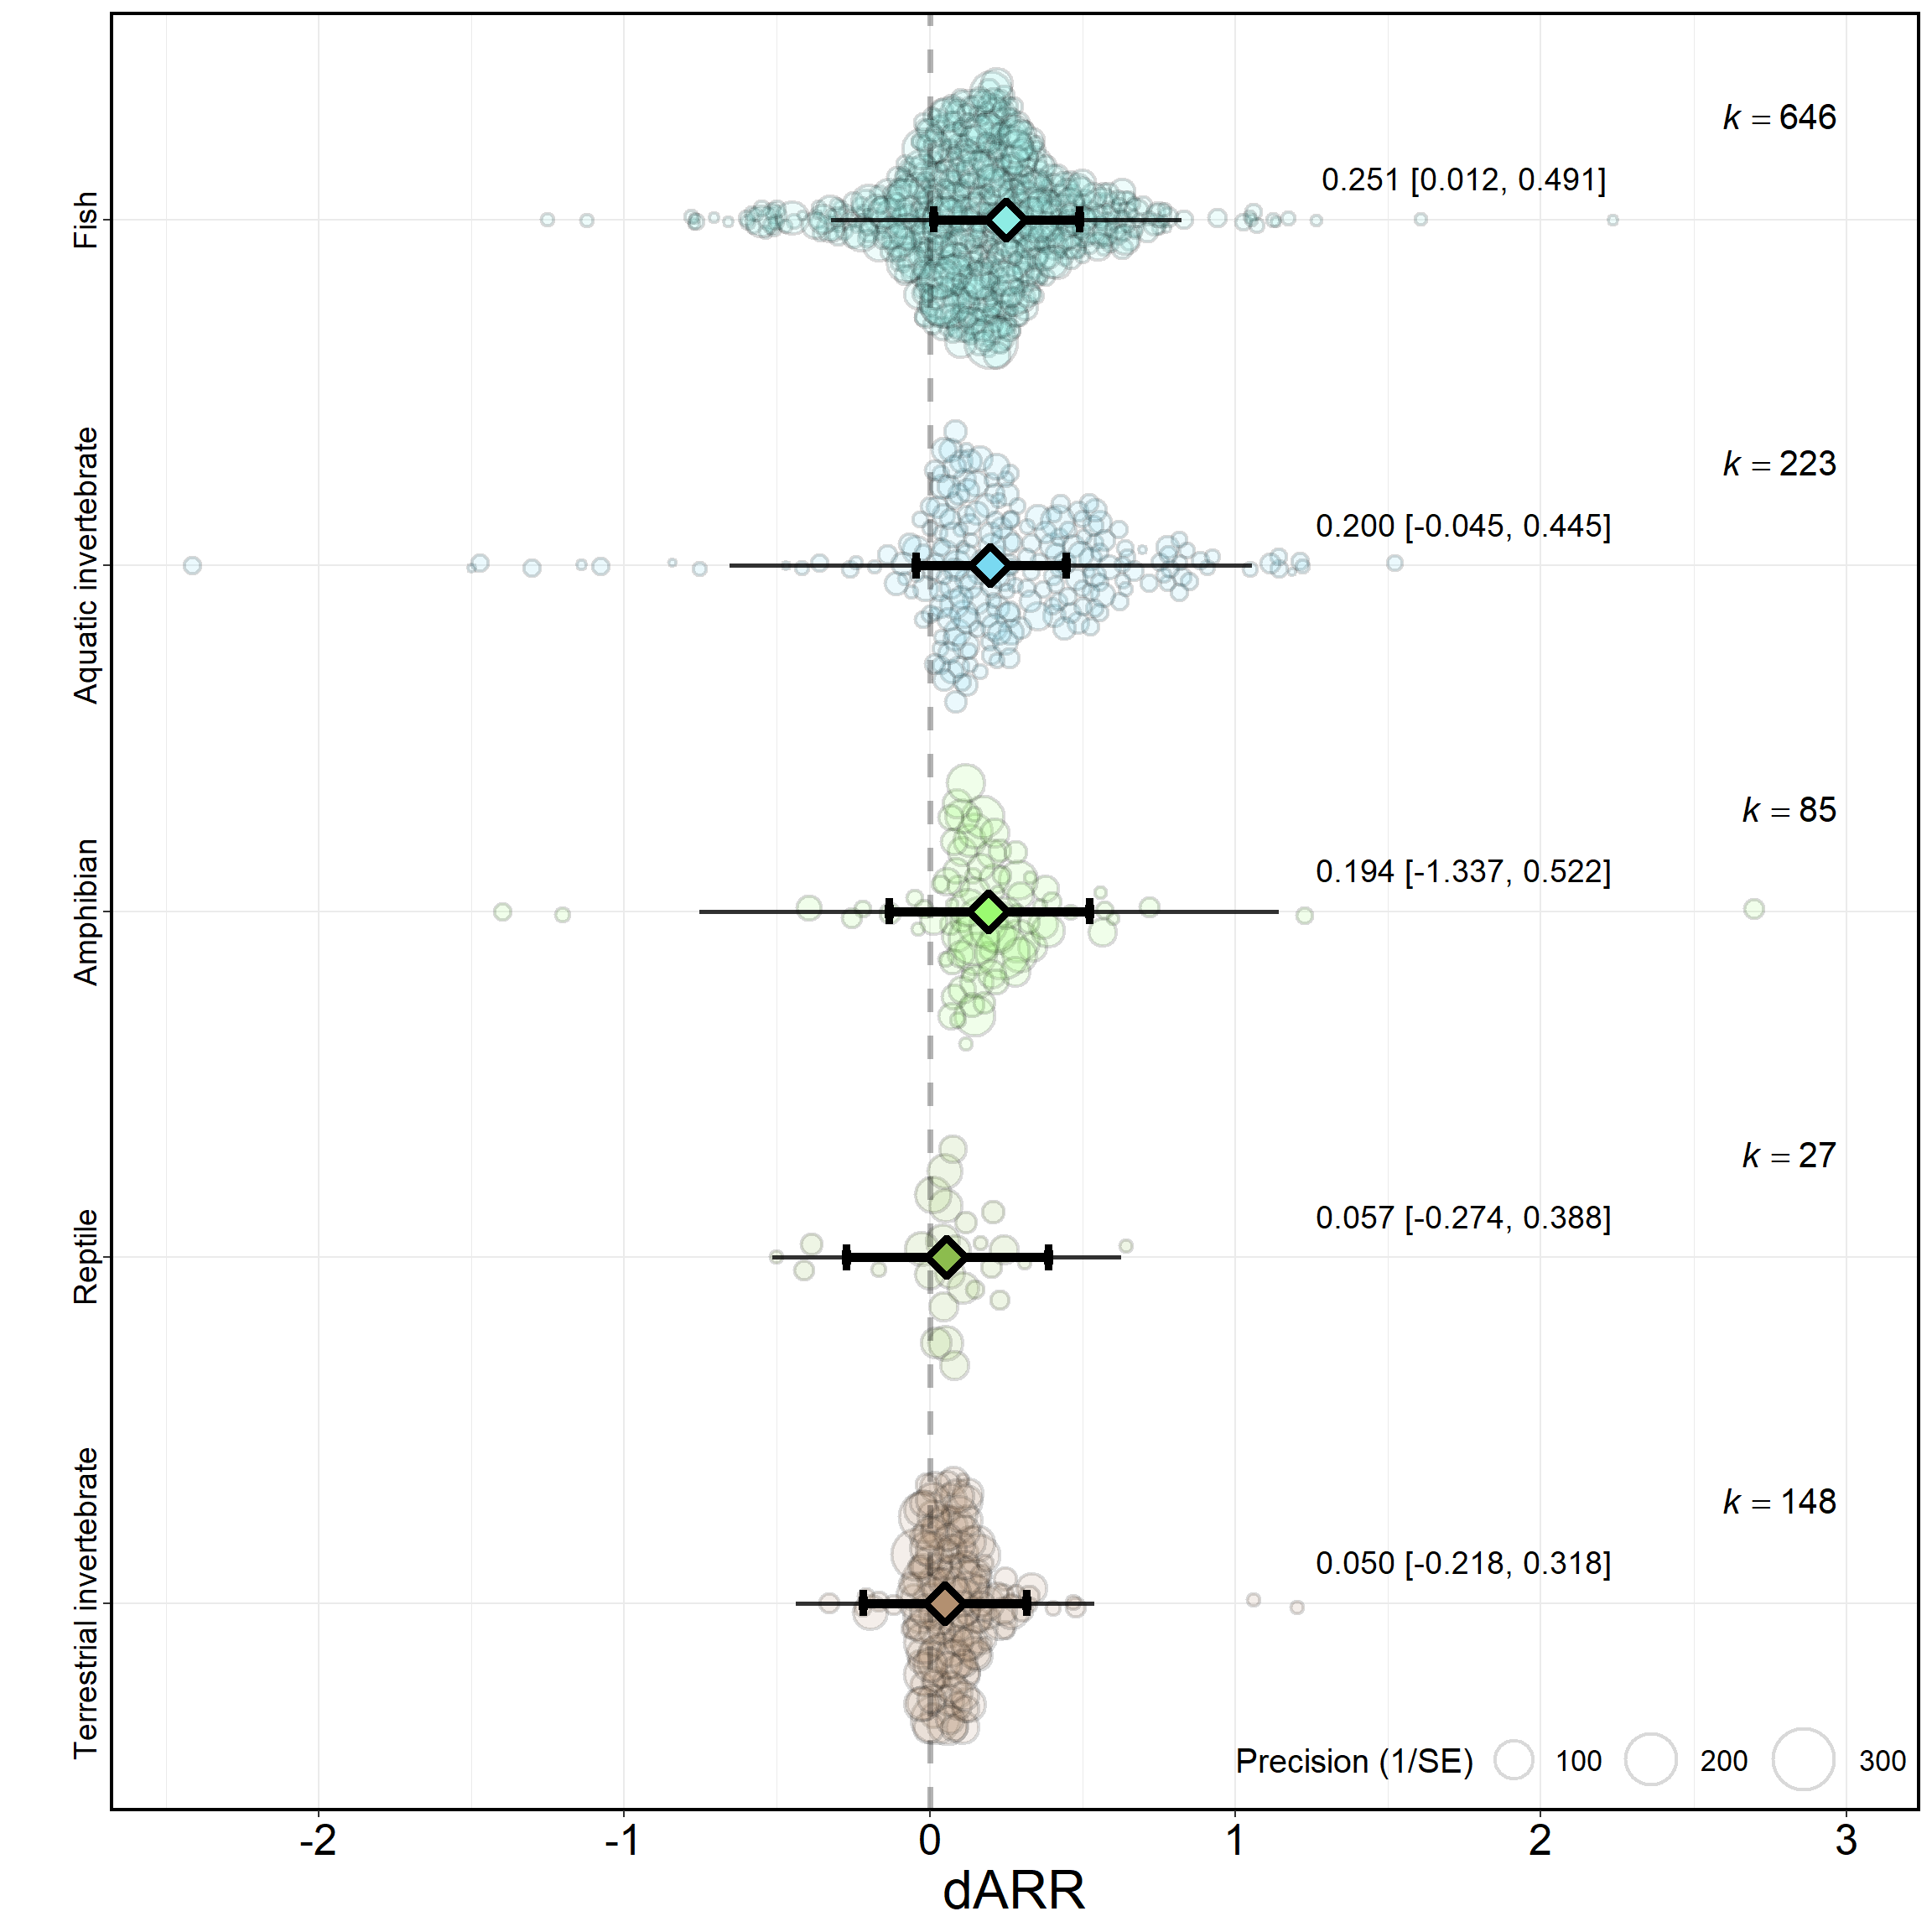 k = 646
0.251 [0.012, 0.491]
Fish
k = 223
0.200 [-0.045, 0.445]
Aquatic invertebrate
k = 85
0.194 [-1.337, 0.522]
Amphibian
k = 27
0.057 [-0.274, 0.388]
Reptile
k = 148
0.050 [-0.218, 0.318]
Terrestrial invertebrate
Precision (1/SE) 100 200 300
-2 -1 0 1 2 3
dARR